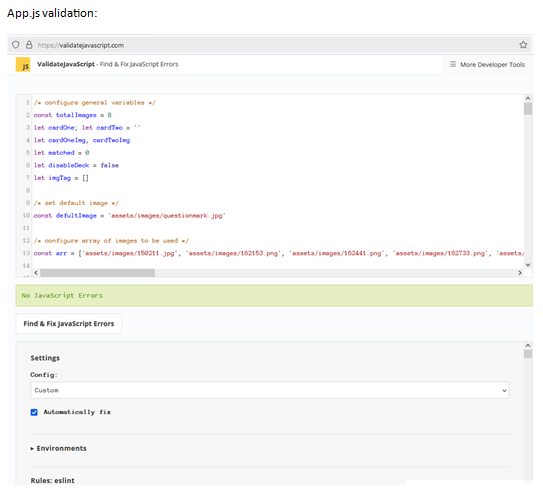 App.js validation:
https://validatejavascript.com
JS ValidateJavaScript - Find & Fix JavaScript Errors
☰ More Developer Tools
1 /* configure general variables */
2 const totalImages = 8
3 let cardOne; let cardTwo = ''
4 let cardOneImg, cardTwoImg
5 let matched = 0
6 let disableDeck = false
7 let imgTag = []
8
9 /* set default image */
10 const defultImage = 'assets/images/questionmark.jpg'
11
12 /* configure array of images to be used */
13 const arr = ['assets/images/150211.jpg', 'assets/images/162153.png', 'assets/images/162441.png', 'assets/images/162733.png', 'assets/
14
No JavaScript Errors
Find & Fix JavaScript Errors
Settings
Config:
Custom
Automatically fix
▸ Environments
Rules: eslint